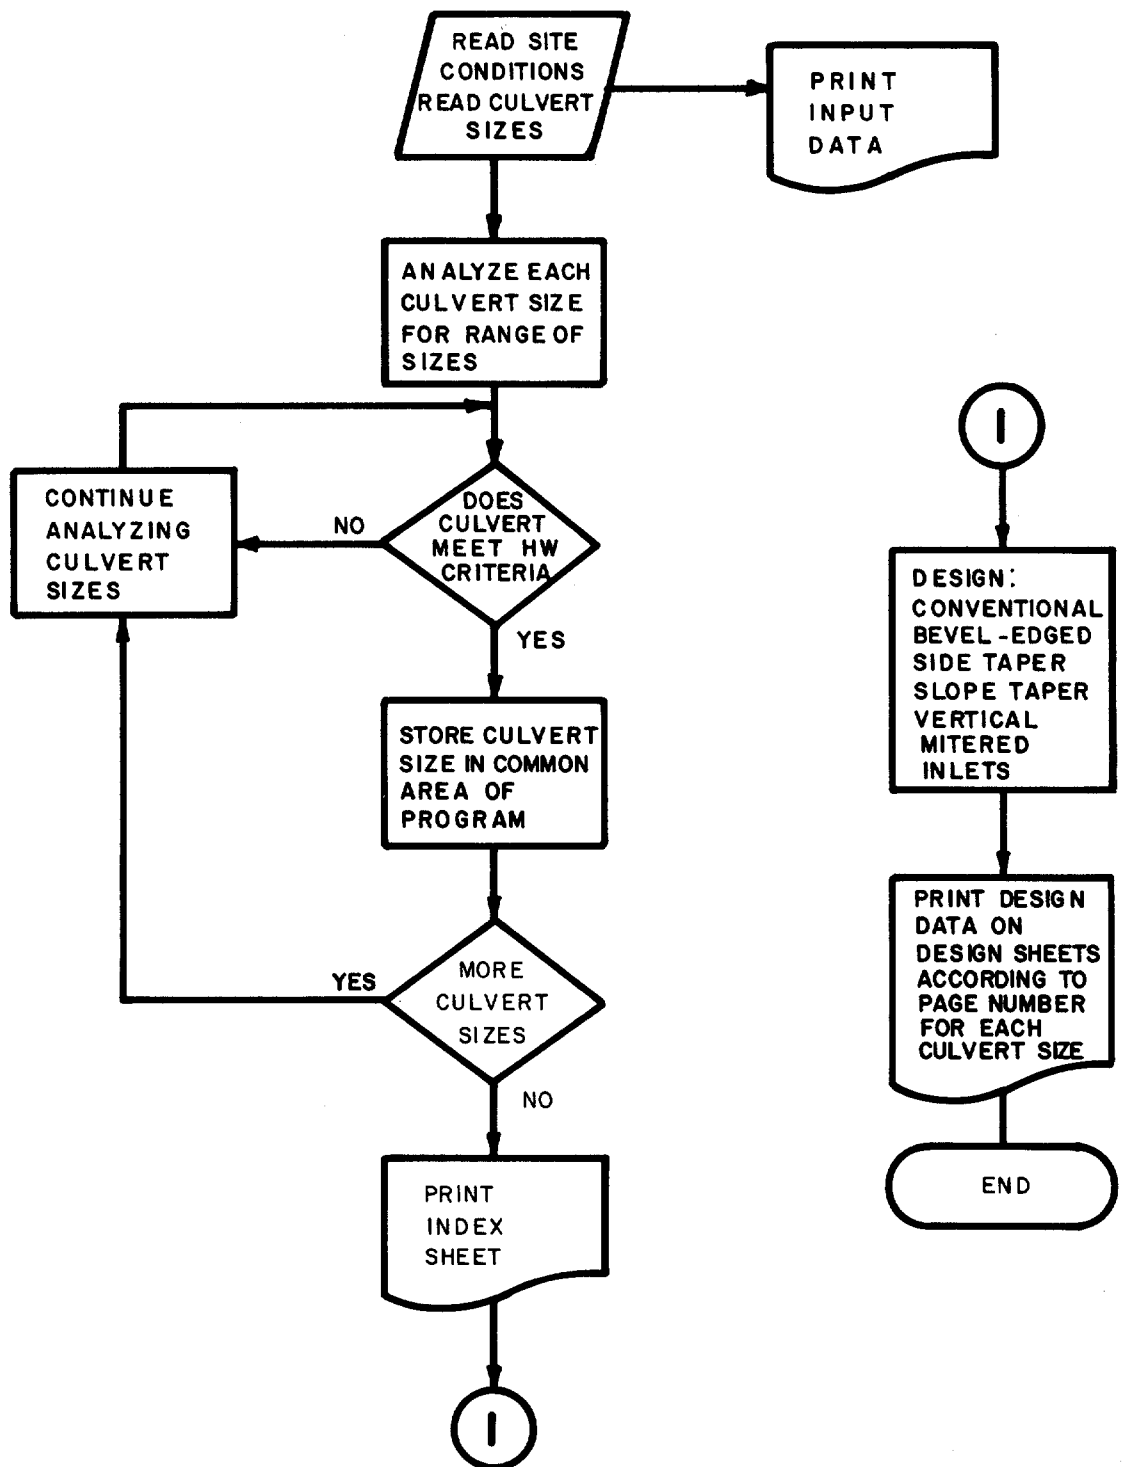 READ SITE
CONDITIONS
READ CULVERT
SIZES
PRINT
INPUT
DATA
ANALYZE EACH
CULVERT SIZE
FOR RANGE OF
SIZES
CONTINUE
ANALYZING
CULVERT
SIZES
NO
DOES
CULVERT
MEET HW
CRITERIA
YES
STORE CULVERT
SIZE IN COMMON
AREA OF
PROGRAM
YES
MORE
CULVERT
SIZES
NO
PRINT
INDEX
SHEET
I
I
DESIGN:
CONVENTIONAL
BEVEL-EDGED
SIDE TAPER
SLOPE TAPER
VERTICAL
MITERED
INLETS
PRINT DESIGN
DATA ON
DESIGN SHEETS
ACCORDING TO
PAGE NUMBER
FOR EACH
CULVERT SIZE
END